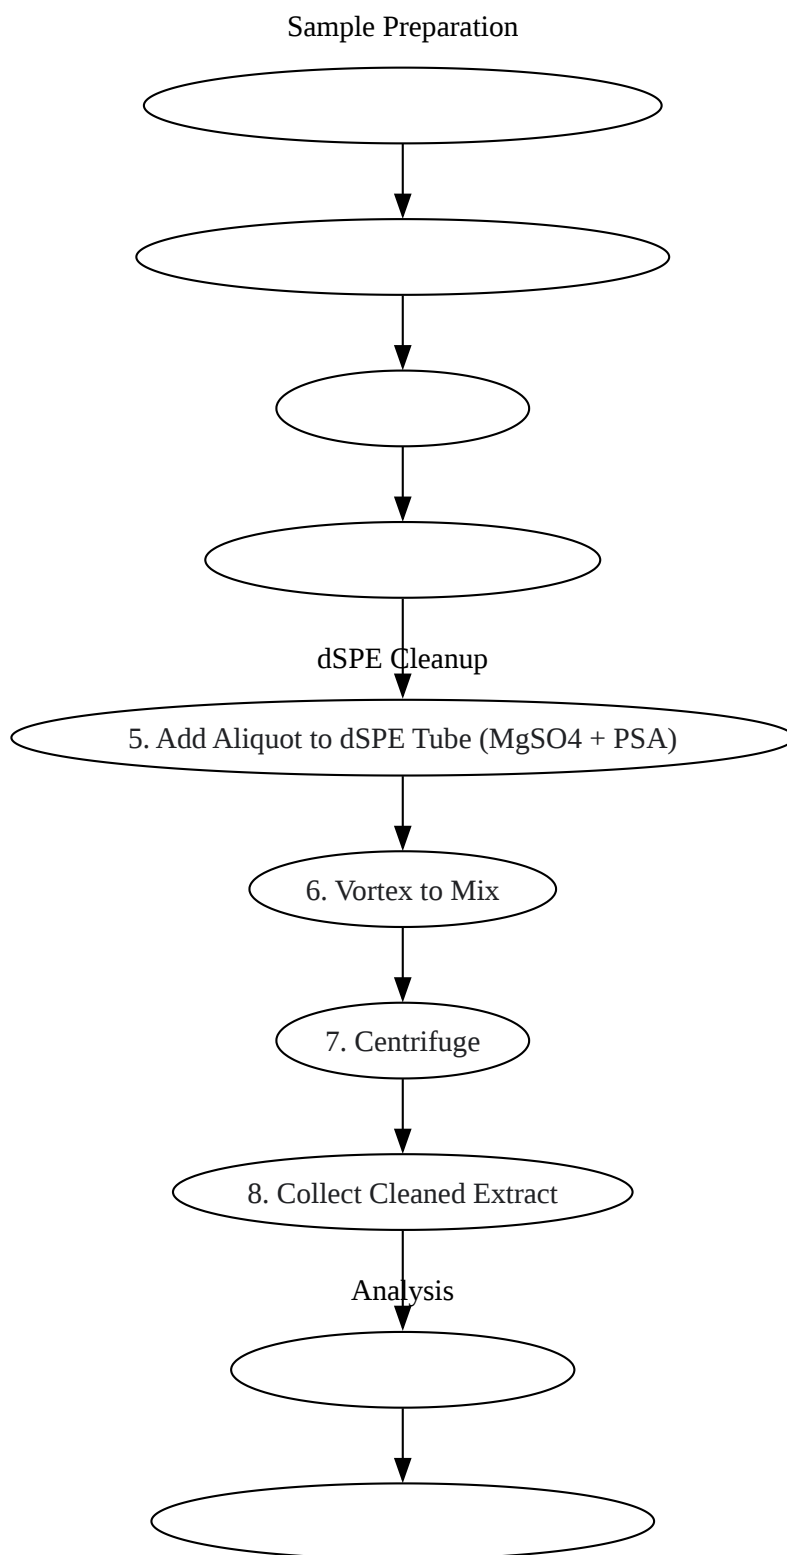 Sample Preparation
dSPE Cleanup
5. Add Aliquot to dSPE Tube (MgSO4 + PSA)
6. Vortex to Mix
7. Centrifuge
8. Collect Cleaned Extract
Analysis